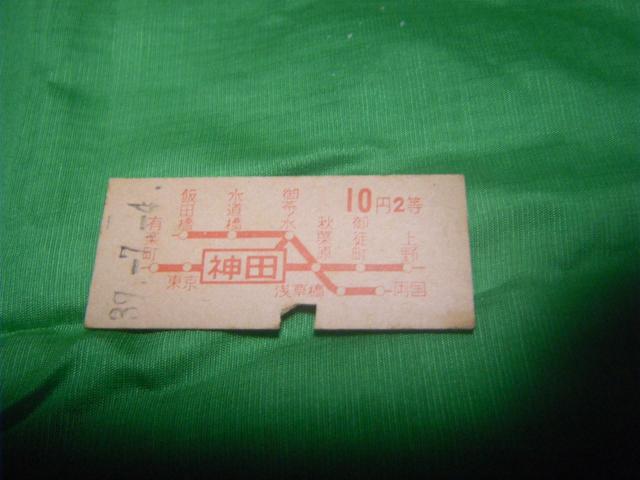 37.-7.-4.
10円2等
飯田橋
水道橋
御茶ノ水
有楽町
東京
神田
秋葉原
御徒町
上野
浅草橋
両国